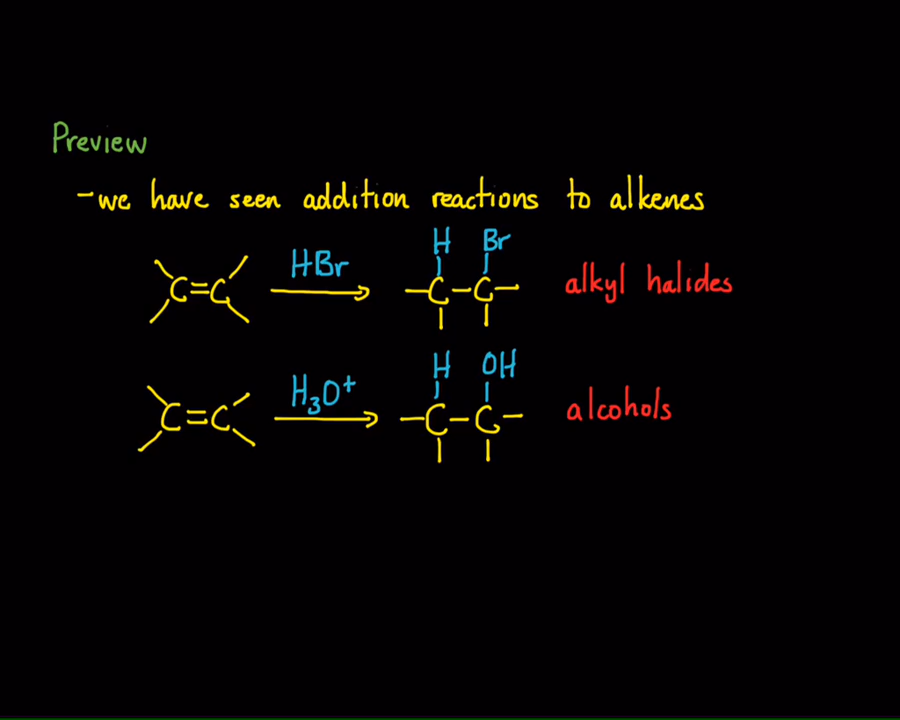 Preview
-we have seen addition reactions to alkenes
H Br
C=C HBr C-C alkyl halides
H OH
C=C H₃O⁺ C-C alcohols